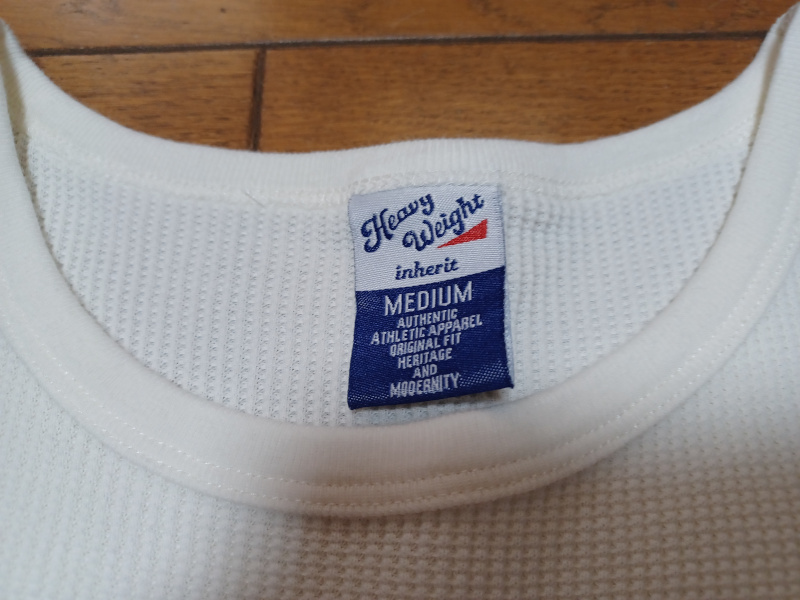 Heavy
Weight
inherit
MEDIUM
AUTHENTIC
ATHLETIC APPAREL
ORIGINAL FIT
HERITAGE
AND
MODERNITY